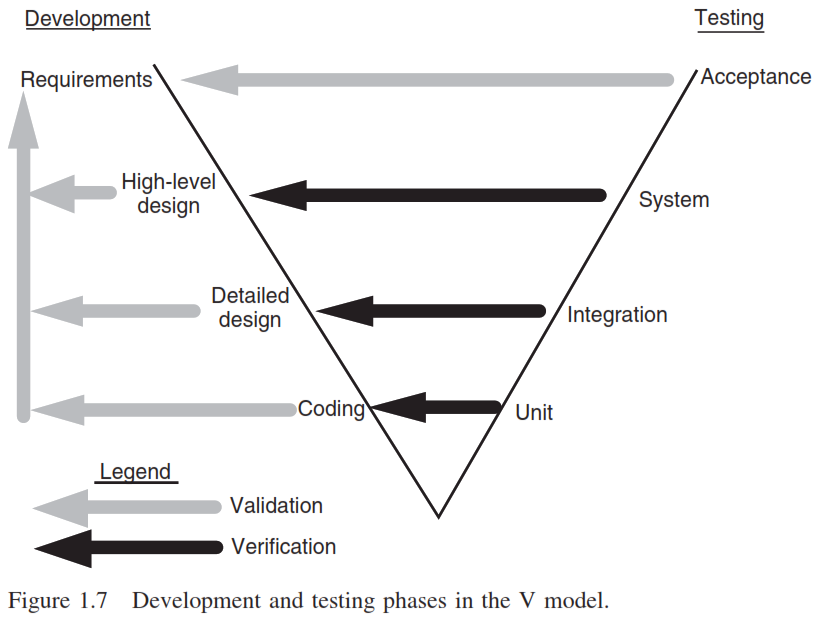 Development
Testing
Requirements
Acceptance
High-level
design
System
Detailed
design
Integration
Coding
Unit
Legend
Validation
Verification
Figure 1.7 Development and testing phases in the V model.